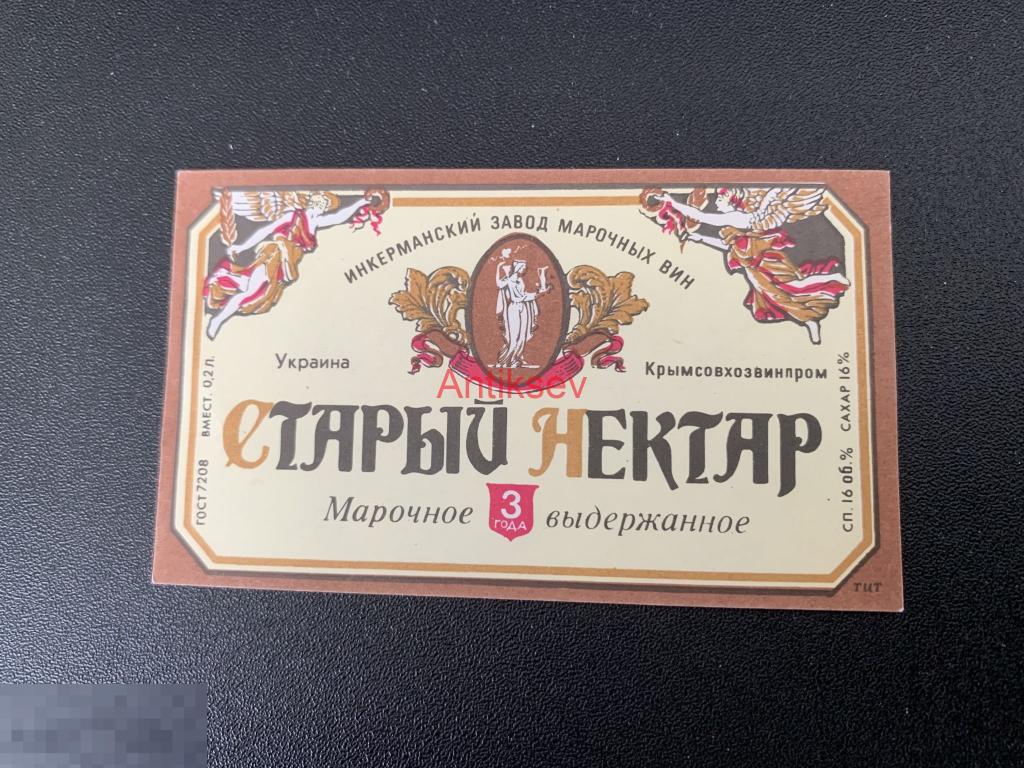 ИНКЕРМАНСКИЙ ЗАВОД МАРОЧНЫХ ВИН
Украина
Крымсовхозвинпром
Antiksev
СТАРЫЙ НЕКТАР
Марочное 3 ГОДА выдержанное
ГОСТ 7208 ВМЕСТ. 0,2 Л.
СП. 16 об.% САХАР 16%
ТЦТ